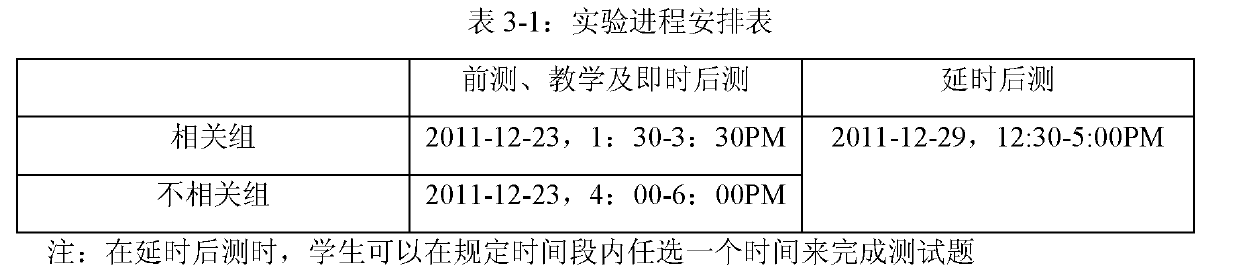 表 3-1：实验进程安排表
前测、教学及即时后测 延时后测
相关组 2011-12-23，1：30-3：30PM 2011-12-29，12:30-5:00PM
不相关组 2011-12-23，4：00-6：00PM
注：在延时后测时，学生可以在规定时间段内任选一个时间来完成测试题